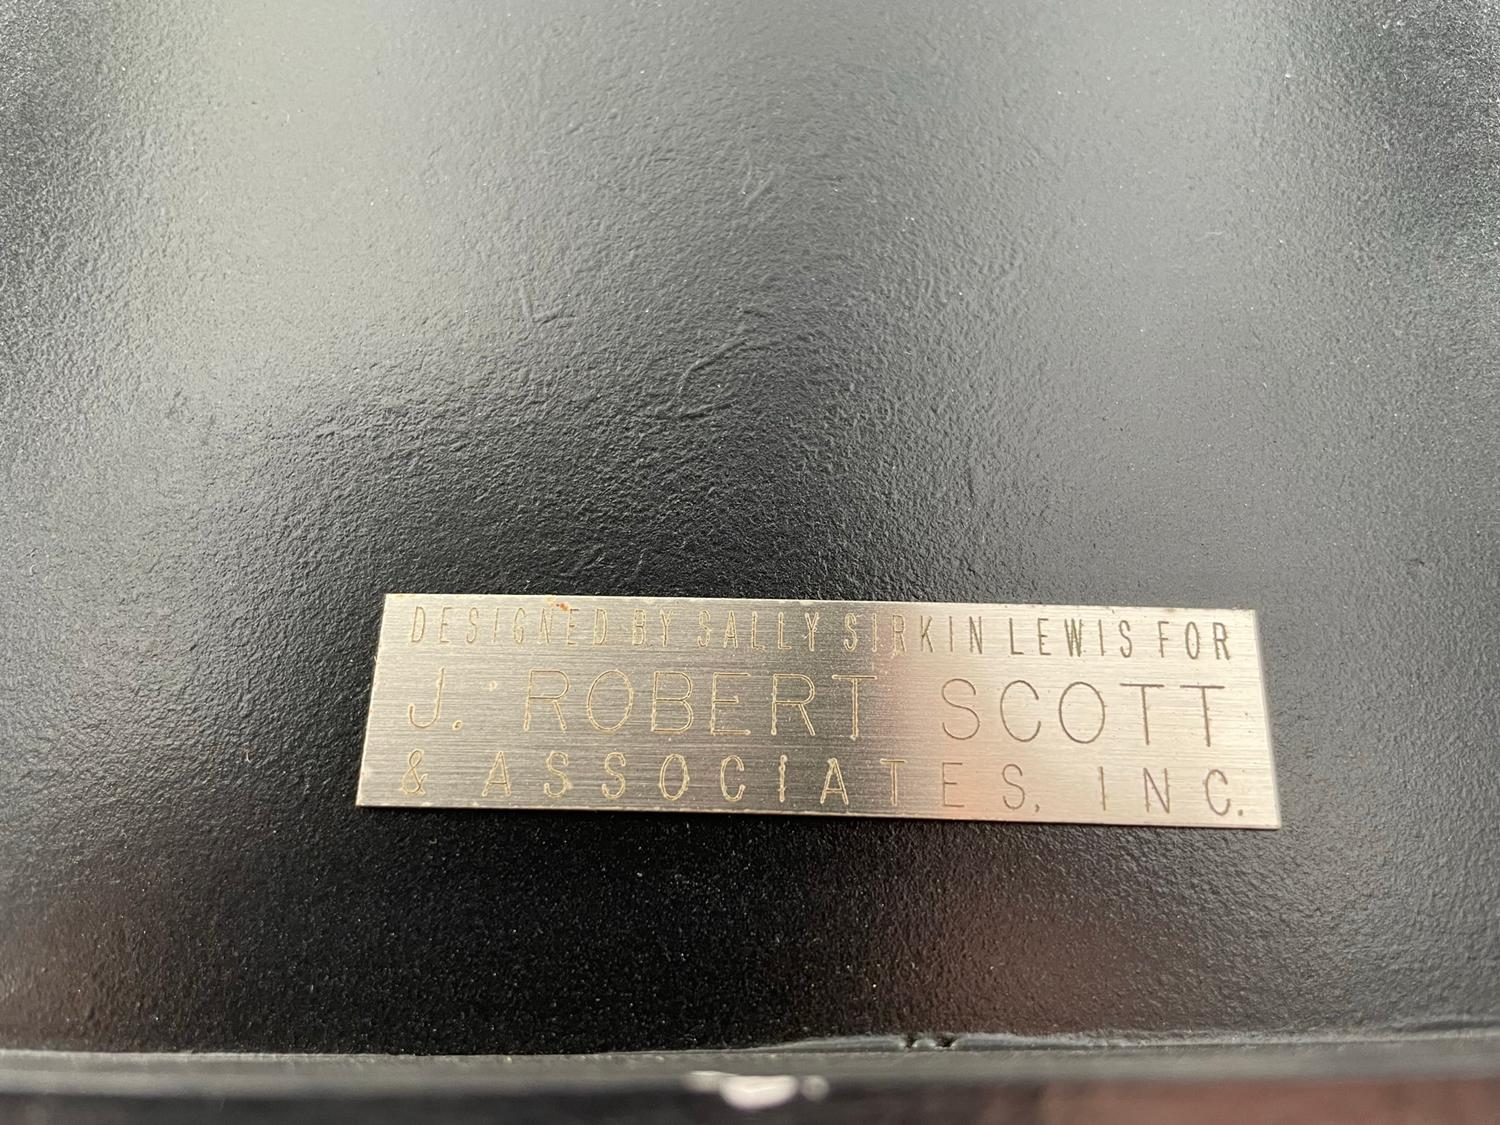 DESIGNED BY SALLY SIRKIN LEWIS FOR
J. ROBERT SCOTT
& ASSOCIATES, INC.